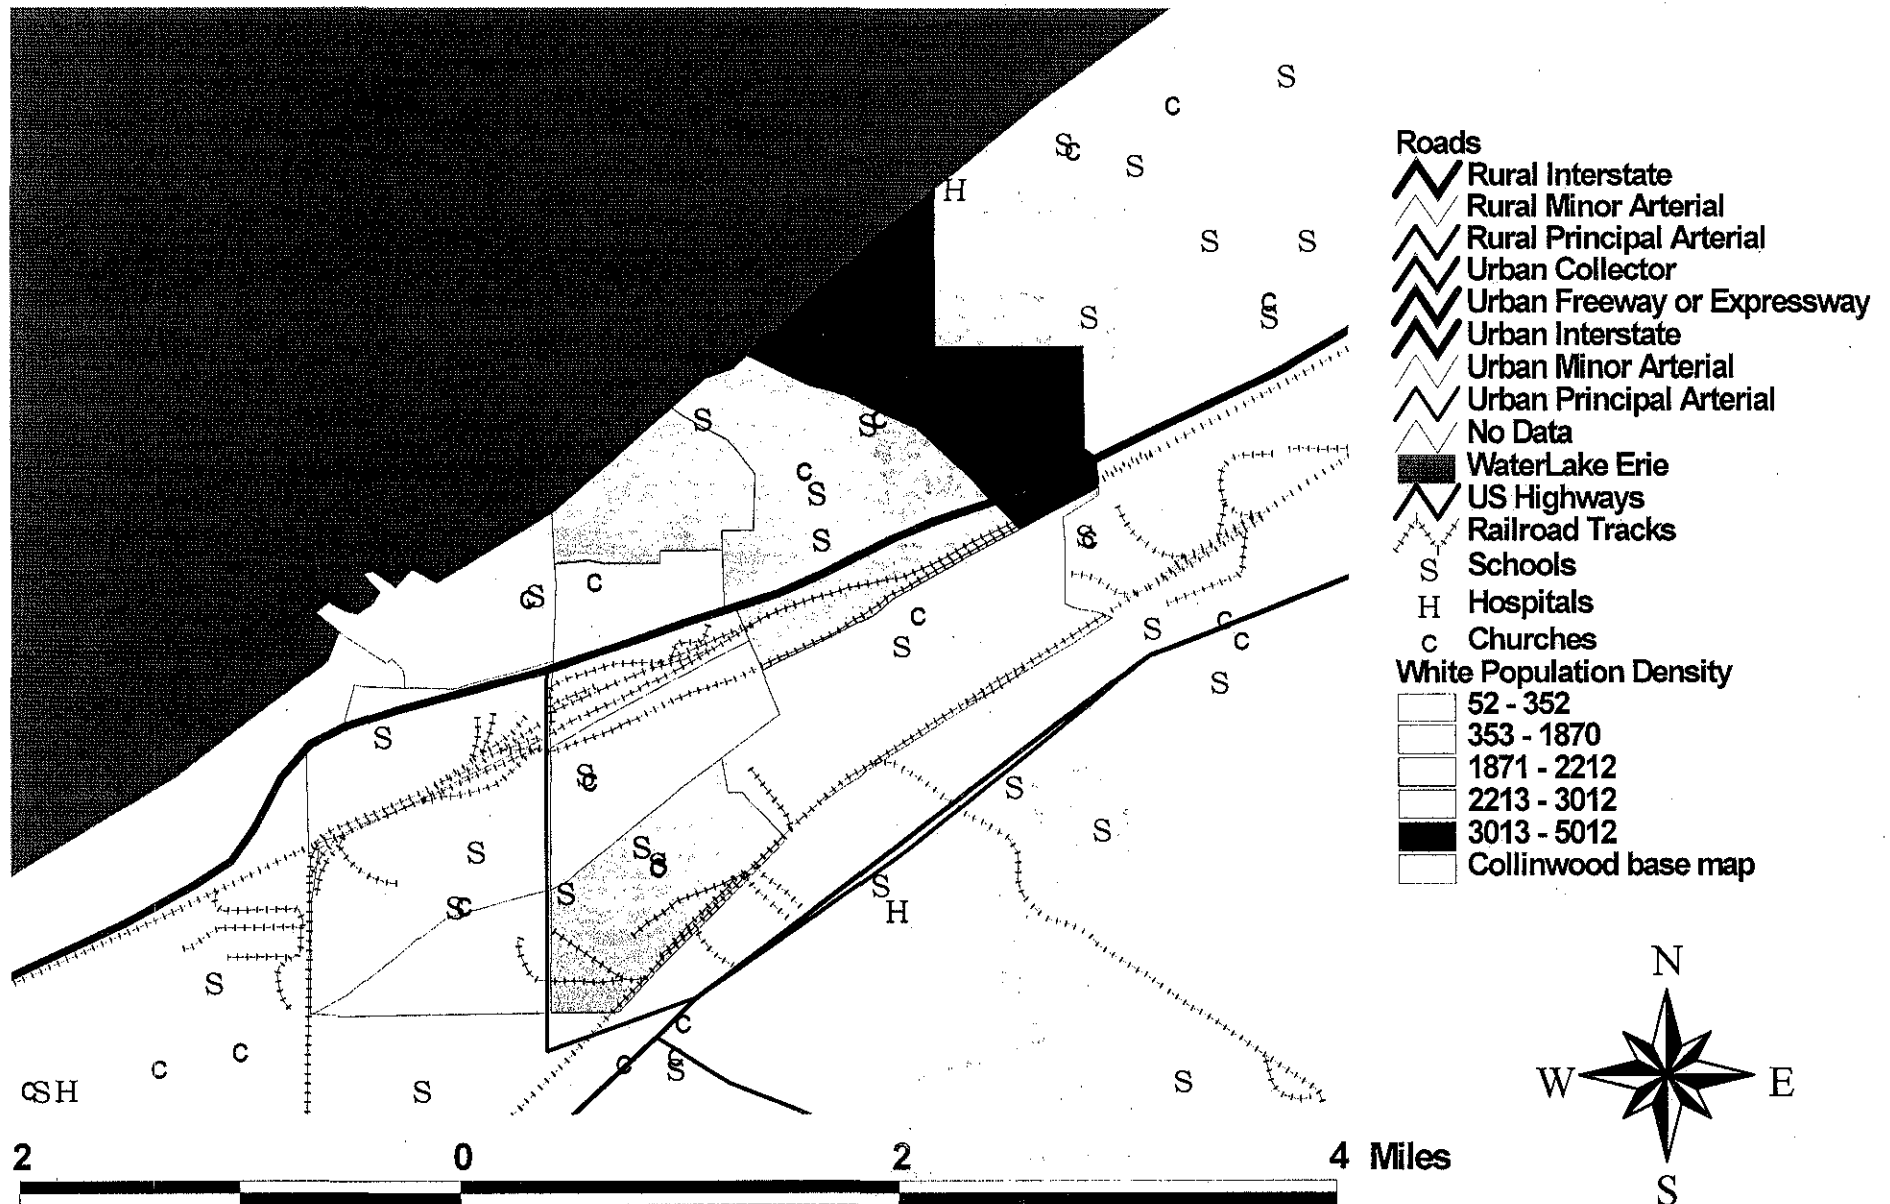 S
C
S
C
S
H
S
S
S
C
S
S
S
C
C
S
S
S
C
C
S
C
S
S
C
S
C
C
S
S
S
C
S
S
S
S
S
S
S
C
H
S
C
C
S
C
C
S
C
S
C
S
H
S
Roads
Rural Interstate
Rural Minor Arterial
Rural Principal Arterial
Urban Collector
Urban Freeway or Expressway
Urban Interstate
Urban Minor Arterial
Urban Principal Arterial
No Data
WaterLake Erie
US Highways
Railroad Tracks
S Schools
H Hospitals
C Churches
White Population Density
52 - 352
353 - 1870
1871 - 2212
2213 - 3012
3013 - 5012
Collinwood base map
N
W E
S
2 0 2 4 Miles